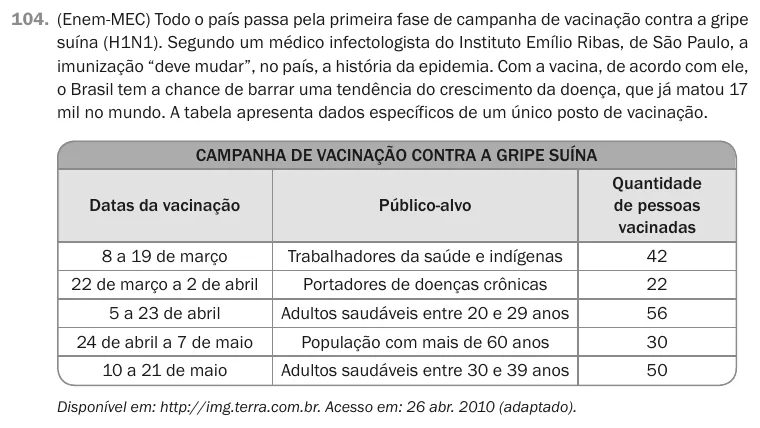 104. (Enem-MEC) Todo o país passa pela primeira fase de campanha de vacinação contra a gripe
suína (H1N1). Segundo um médico infectologista do Instituto Emílio Ribas, de São Paulo, a
imunização “deve mudar”, no país, a história da epidemia. Com a vacina, de acordo com ele,
o Brasil tem a chance de barrar uma tendência do crescimento da doença, que já matou 17
mil no mundo. A tabela apresenta dados específicos de um único posto de vacinação.
CAMPANHA DE VACINAÇÃO CONTRA A GRIPE SUÍNA
Datas da vacinação Público-alvo Quantidade
de pessoas
vacinadas
8 a 19 de março Trabalhadores da saúde e indígenas 42
22 de março a 2 de abril Portadores de doenças crônicas 22
5 a 23 de abril Adultos saudáveis entre 20 e 29 anos 56
24 de abril a 7 de maio População com mais de 60 anos 30
10 a 21 de maio Adultos saudáveis entre 30 e 39 anos 50
Disponível em: http://img.terra.com.br. Acesso em: 26 abr. 2010 (adaptado).